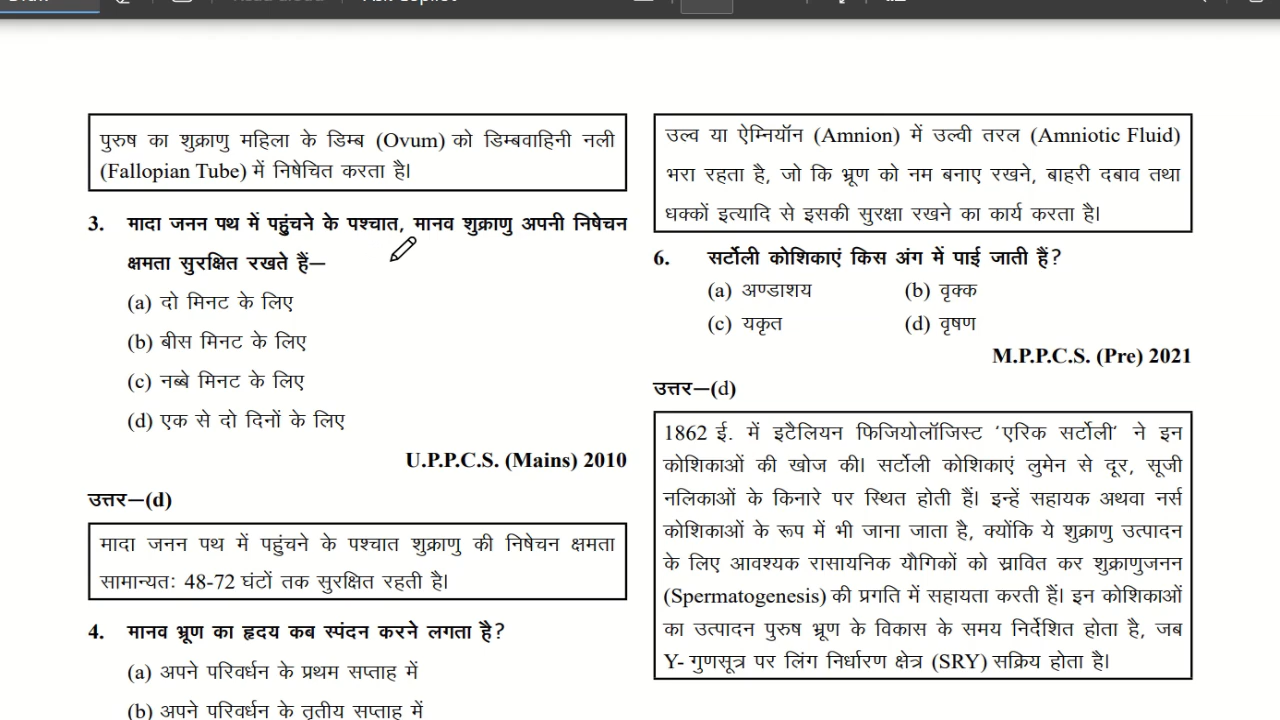 पुरुष का शुक्राणु महिला के डिम्ब (Ovum) को डिम्बवाहिनी नली
(Fallopian Tube) में निषेचित करता है।
3. मादा जनन पथ में पहुंचने के पश्चात, मानव शुक्राणु अपनी निषेचन
क्षमता सुरक्षित रखते हैं—
(a) दो मिनट के लिए
(b) बीस मिनट के लिए
(c) नब्बे मिनट के लिए
(d) एक से दो दिनों के लिए
U.P.P.C.S. (Mains) 2010
उत्तर—(d)
मादा जनन पथ में पहुंचने के पश्चात शुक्राणु की निषेचन क्षमता
सामान्यतः 48-72 घंटों तक सुरक्षित रहती है।
4. मानव भ्रूण का हृदय कब स्पंदन करने लगता है?
(a) अपने परिवर्धन के प्रथम सप्ताह में
(b) अपने परिवर्धन के तृतीय सप्ताह में
उल्व या ऐम्नियॉन (Amnion) में उल्वी तरल (Amniotic Fluid)
भरा रहता है, जो कि भ्रूण को नम बनाए रखने, बाहरी दबाव तथा
धक्कों इत्यादि से इसकी सुरक्षा रखने का कार्य करता है।
6. सर्टोली कोशिकाएं किस अंग में पाई जाती हैं?
(a) अण्डाशय (b) वृक्क
(c) यकृत (d) वृषण
M.P.P.C.S. (Pre) 2021
उत्तर—(d)
1862 ई. में इटैलियन फिजियोलॉजिस्ट ‘एरिक सर्टोली’ ने इन
कोशिकाओं की खोज की। सर्टोली कोशिकाएं लुमेन से दूर, सूजी
नलिकाओं के किनारे पर स्थित होती हैं। इन्हें सहायक अथवा नर्स
कोशिकाओं के रूप में भी जाना जाता है, क्योंकि ये शुक्राणु उत्पादन
के लिए आवश्यक रासायनिक यौगिकों को स्रावित कर शुक्राणुजनन
(Spermatogenesis) की प्रगति में सहायता करती हैं। इन कोशिकाओं
का उत्पादन पुरुष भ्रूण के विकास के समय निर्देशित होता है, जब
Y- गुणसूत्र पर लिंग निर्धारण क्षेत्र (SRY) सक्रिय होता है।